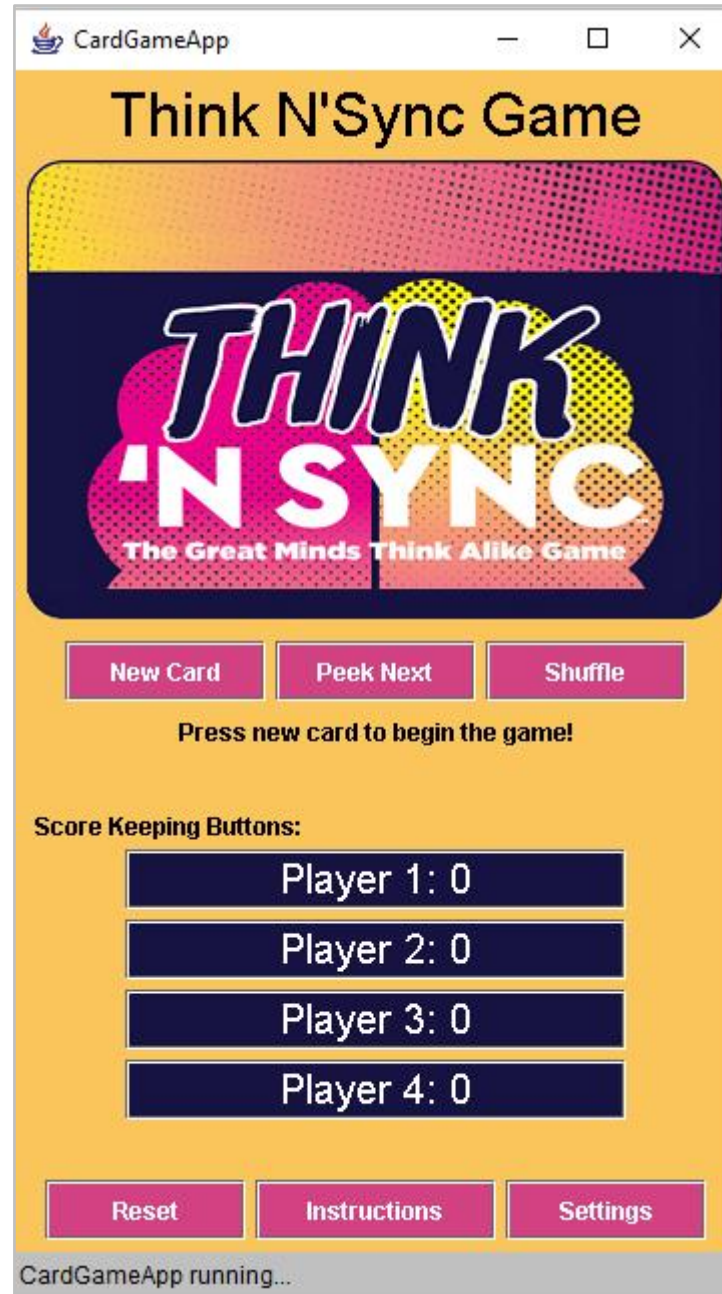 CardGameApp
Think N'Sync Game
THINK
'N SYNC
The Great Minds Think Alike Game
New Card Peek Next Shuffle
Press new card to begin the game!
Score Keeping Buttons:
Player 1: 0
Player 2: 0
Player 3: 0
Player 4: 0
Reset Instructions Settings
CardGameApp running...